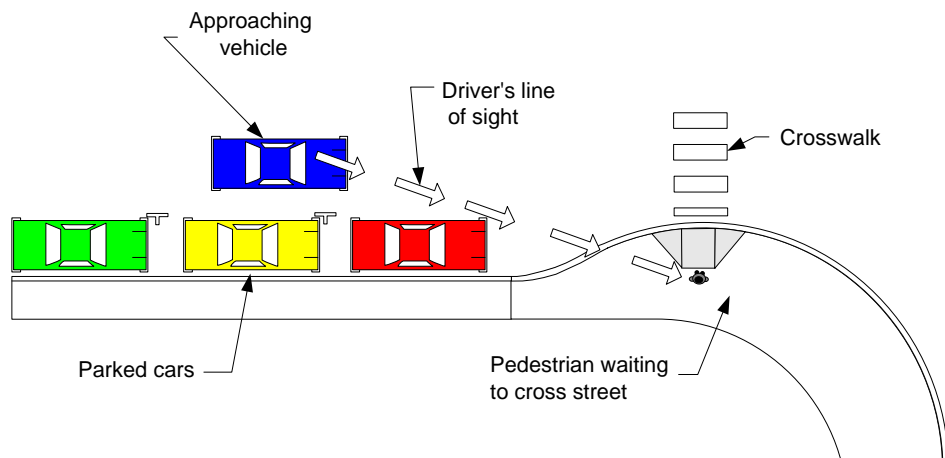 Approaching
vehicle
Driver's line
of sight
Crosswalk
Parked cars
Pedestrian waiting
to cross street